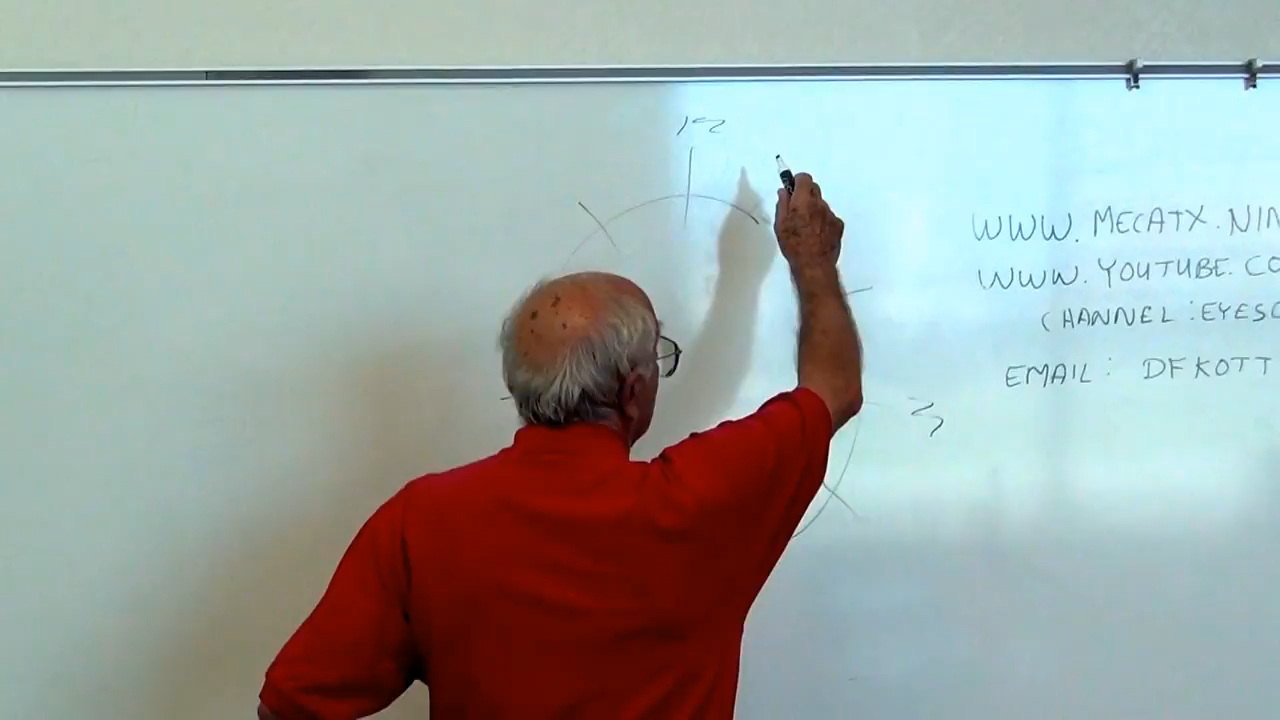 12
WWW. MECATX. NIN
WWW. YOUTUBE. CO
CHANNEL : EYESC
3
EMAIL : DFKOTT